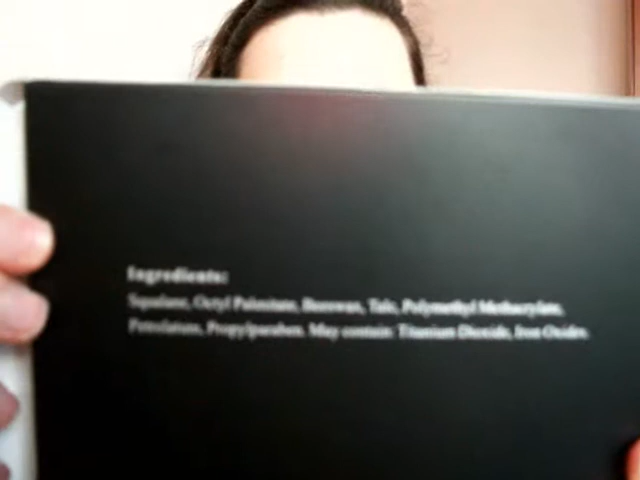 Ingredients:
Squalane, Octyl Palmitate, Beeswax, Talc, Polymethyl Methacrylate,
Petrolatum, Propylparaben. May contain: Titanium Dioxide, Iron Oxides.